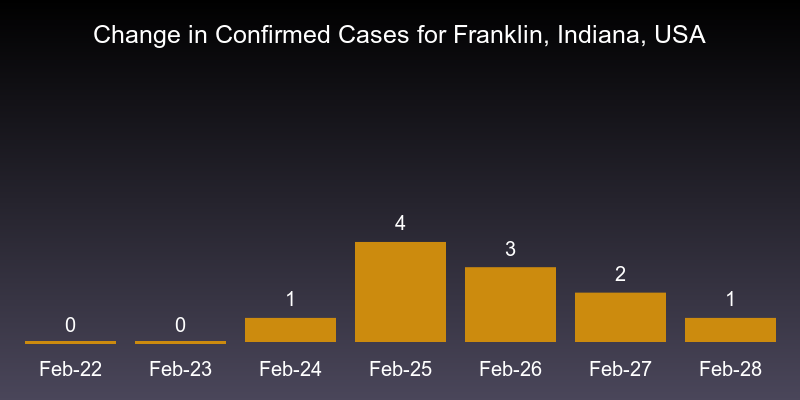 Change in Confirmed Cases for Franklin, Indiana, USA
0 0 1 4 3 2 1
Feb-22 Feb-23 Feb-24 Feb-25 Feb-26 Feb-27 Feb-28